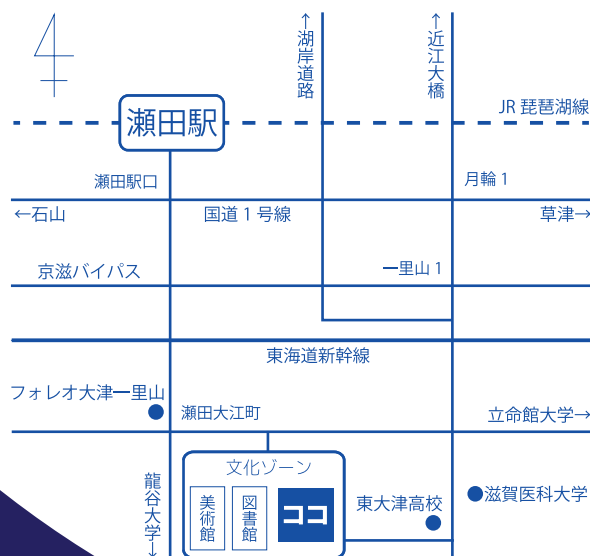 ↑湖岸道路
↑近江大橋
JR 琵琶湖線
瀬田駅
瀬田駅口
月輪 1
←石山
国道 1 号線
草津→
京滋バイパス
一里山 1
東海道新幹線
フォレオ大津一里山
瀬田大江町
立命館大学→
文化ゾーン
龍谷大学→
美術館
図書館
ココ
東大津高校
滋賀医科大学